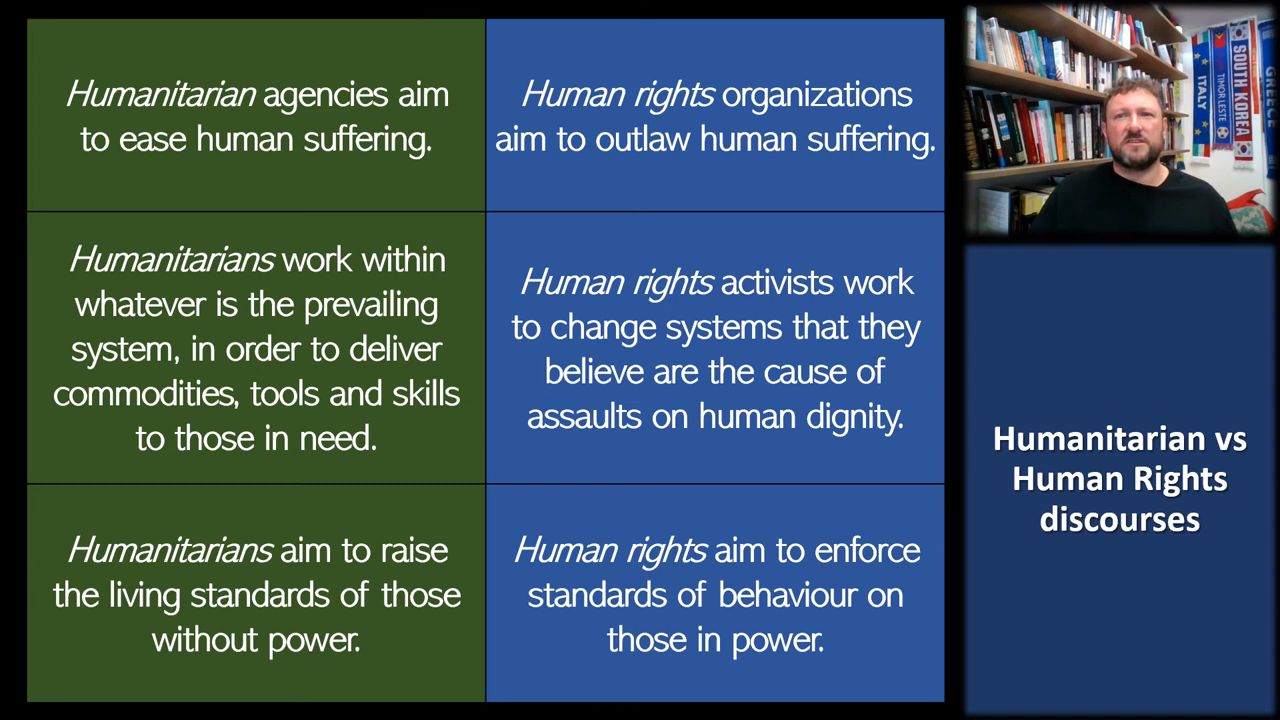 Humanitarian agencies aim
to ease human suffering.
Human rights organizations
aim to outlaw human suffering.
Humanitarians work within
whatever is the prevailing
system, in order to deliver
commodities, tools and skills
to those in need.
Human rights activists work
to change systems that they
believe are the cause of
assaults on human dignity.
Humanitarians aim to raise
the living standards of those
without power.
Human rights aim to enforce
standards of behaviour on
those in power.
ITALY
TIMOR LESTE
SOUTH KOREA
GREECE
Humanitarian vs
Human Rights
discourses